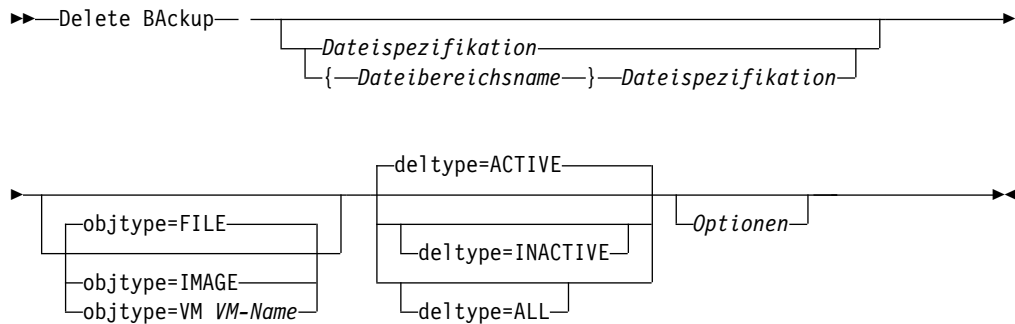 Delete BAckup
Dateispezifikation
{ Dateibereichsname } Dateispezifikation
deltype=ACTIVE
objtype=FILE
deltype=INACTIVE
Optionen
objtype=IMAGE
deltype=ALL
objtype=VM VM-Name